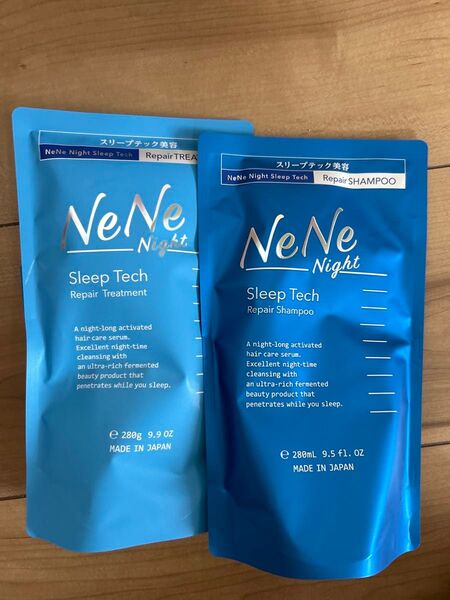 スリープテック美容
NeNe Night Sleep Tech
Repair TREA
NeNe
Night
Sleep Tech
Repair Treatment
A night-long activated
hair care serum.
Excellent night-time
cleansing with
an ultra-rich fermented
beauty product that
penetrates while you sleep.
℮ 280g 9.9 OZ
MADE IN JAPAN
スリープテック美容
NeNe Night Sleep Tech
Repair SHAMPOO
NeNe
Night
Sleep Tech
Repair Shampoo
A night-long activated
hair care serum.
Excellent night-time
cleansing with
an ultra-rich fermented
beauty product that
penetrates while you sleep.
℮ 280mL 9.5 fl. OZ
MADE IN JAPAN